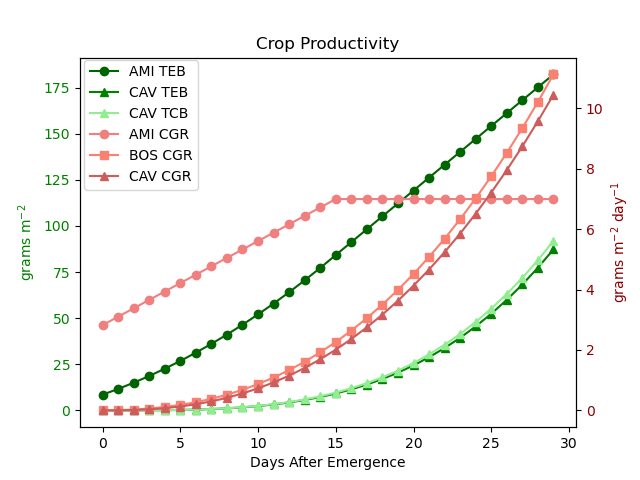 Crop Productivity
AMI TEB
CAV TEB
CAV TCB
AMI CGR
BOS CGR
CAV CGR
175
150
125
100
75
50
25
0
grams m⁻²
10
8
6
4
2
0
grams m⁻² day⁻¹
0 5 10 15 20 25 30
Days After Emergence